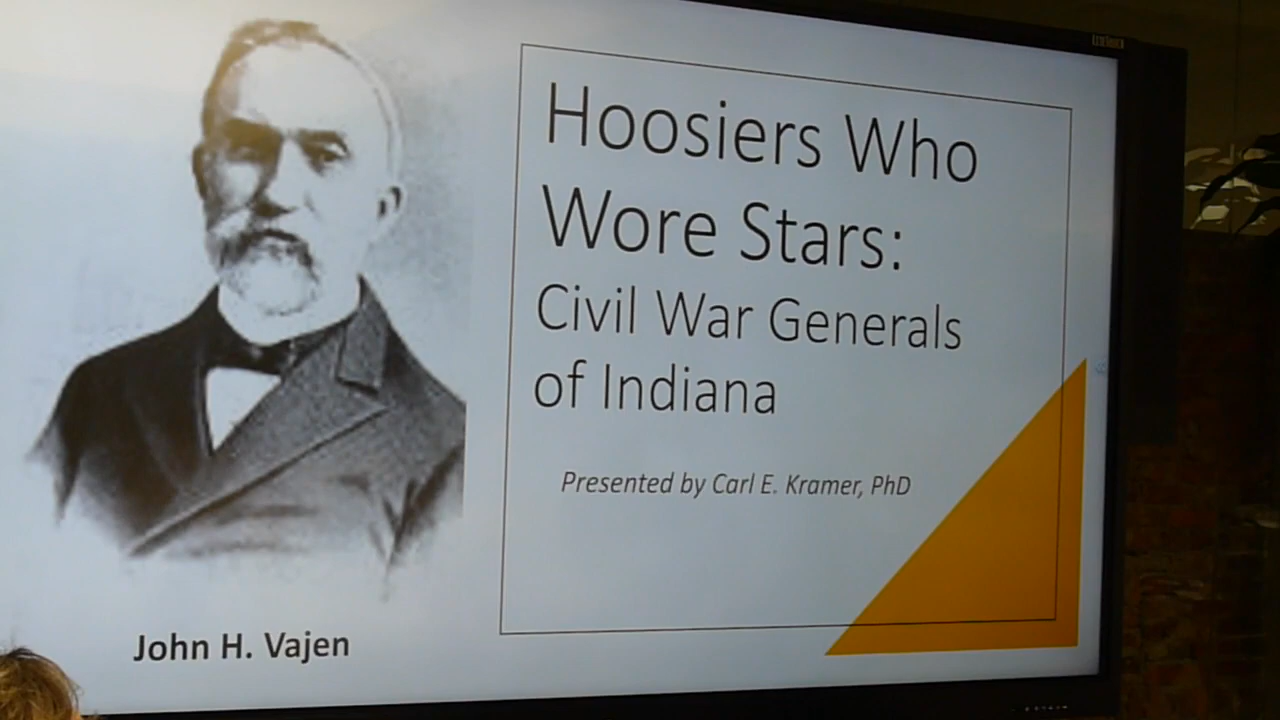 Hoosiers Who
Wore Stars:
Civil War Generals
of Indiana
Presented by Carl E. Kramer, PhD
John H. Vajen